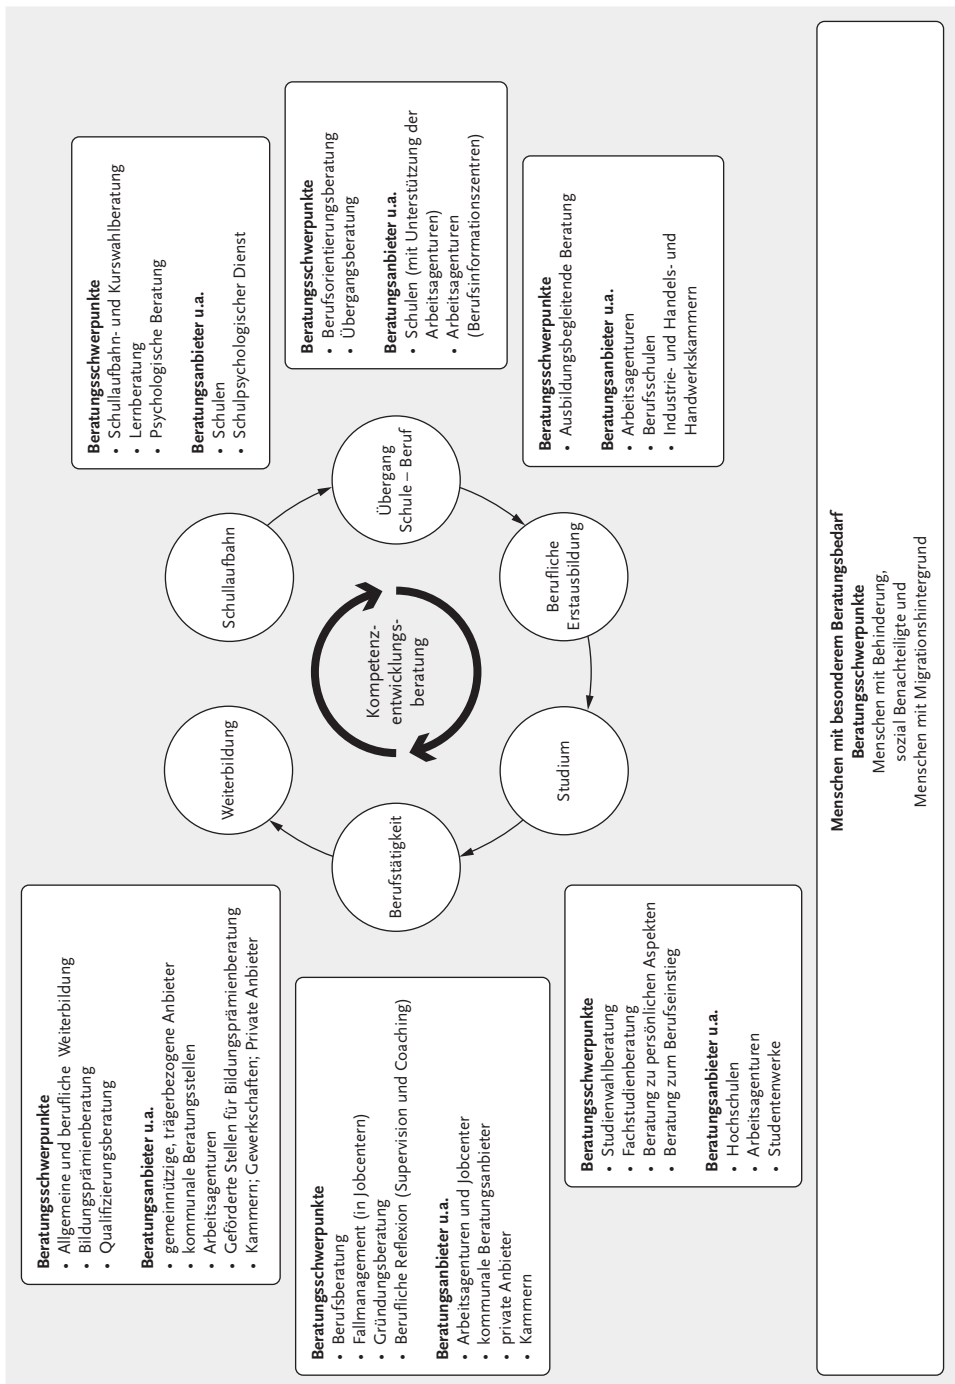 Beratungsschwerpunkte
• Allgemeine und berufliche Weiterbildung
• Bildungsprämienberatung
• Qualifizierungsberatung
Beratungsanbieter u.a.
• gemeinnützige, trägerbezogene Anbieter
• kommunale Beratungsstellen
• Arbeitsagenturen
• Geförderte Stellen für Bildungsprämienberatung
• Kammern; Gewerkschaften; Private Anbieter
Beratungsschwerpunkte
• Schullaufbahn- und Kurswahlberatung
• Lernberatung
• Psychologische Beratung
Beratungsanbieter u.a.
• Schulen
• Schulpsychologischer Dienst
Weiterbildung
Schullaufbahn
Beratungsschwerpunkte
• Berufsberatung
• Fallmanagement (in Jobcentern)
• Gründungsberatung
• Berufliche Reflexion (Supervision und Coaching)
Beratungsanbieter u.a.
• Arbeitsagenturen und Jobcenter
• kommunale Beratungsanbieter
• private Anbieter
• Kammern
Berufstätigkeit
Kompetenz-
entwicklungs-
beratung
Übergang
Schule – Beruf
Beratungsschwerpunkte
• Berufsorientierungsberatung
• Übergangsberatung
Beratungsanbieter u.a.
• Schulen (mit Unterstützung der
Arbeitsagenturen)
• Arbeitsagenturen
(Berufsinformationszentren)
Studium
Berufliche
Erstausbildung
Beratungsschwerpunkte
• Studienwahlberatung
• Fachstudienberatung
• Beratung zu persönlichen Aspekten
• Beratung zum Berufseinstieg
Beratungsanbieter u.a.
• Hochschulen
• Arbeitsagenturen
• Studentenwerke
Beratungsschwerpunkte
• Ausbildungsbegleitende Beratung
Beratungsanbieter u.a.
• Arbeitsagenturen
• Berufsschulen
• Industrie- und Handels- und
Handwerkskammern
Menschen mit besonderem Beratungsbedarf
Beratungsschwerpunkte
Menschen mit Behinderung,
sozial Benachteiligte und
Menschen mit Migrationshintergrund